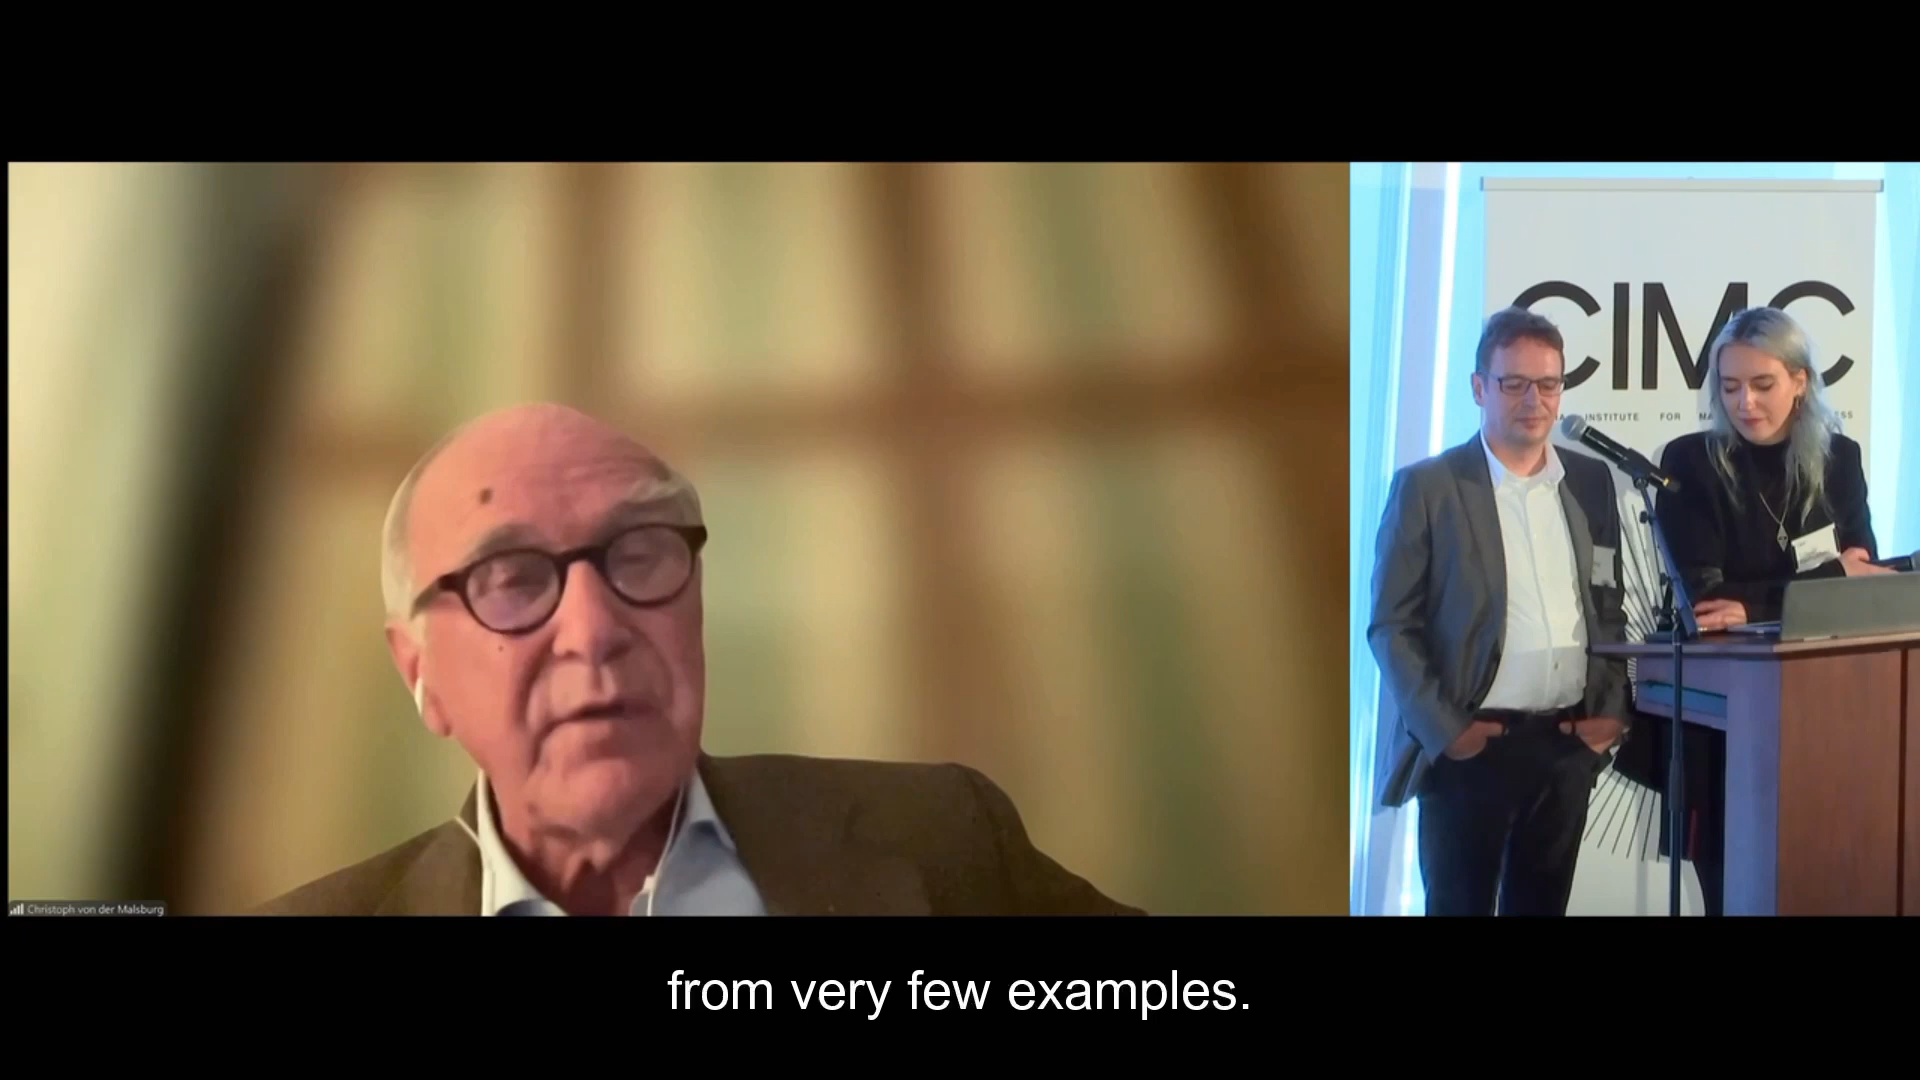 CIMC
INSTITUTE FOR
Christoph von der Malsburg
from very few examples.